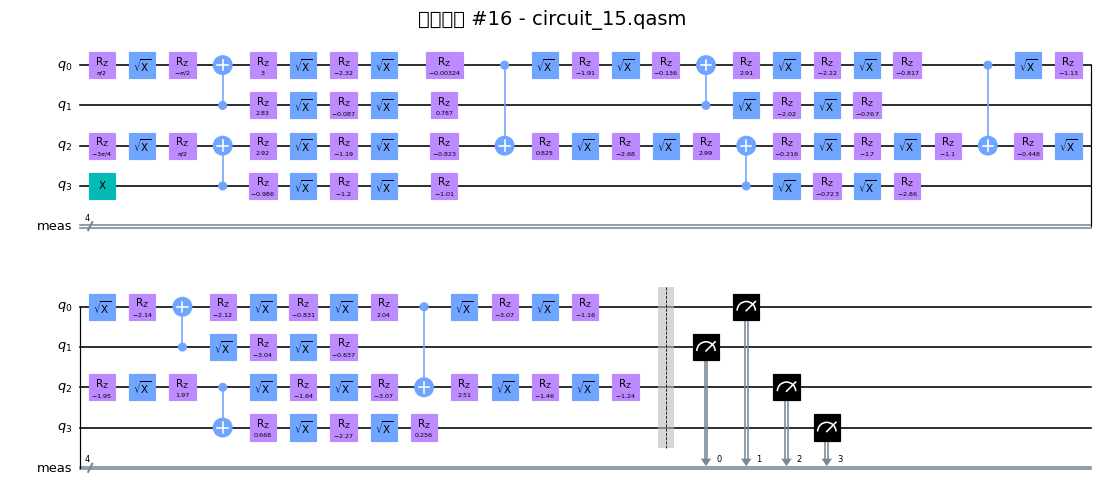 #16 - circuit_15.qasm
q0 Rz π/2 √X Rz −π/2 Rz 3 √X Rz −2.32 √X Rz −0.00324 √X Rz −1.91 √X Rz −0.136 Rz 2.91 √X Rz −2.22 √X Rz −0.817 √X Rz −1.13
q1 Rz 2.83 √X Rz −0.087 √X Rz 0.787 √X Rz −2.02 √X Rz −0.767
q2 Rz −3π/4 √X Rz π/2 Rz 2.92 √X Rz −1.19 √X Rz −0.823 Rz 0.825 √X Rz −2.68 √X Rz 2.99 Rz −0.216 √X Rz −1.7 √X Rz −1.1 Rz −0.448 √X
q3 X Rz −0.986 √X Rz −1.2 √X Rz −1.01 √X Rz −0.723 √X Rz −2.86
meas 4
q0 √X Rz −2.14 Rz −2.12 √X Rz −0.831 √X Rz 2.04 √X Rz −3.07 √X Rz −1.16
q1 √X Rz −3.04 √X Rz −0.637
q2 Rz −1.95 √X Rz 1.97 √X Rz −1.64 √X Rz −3.07 Rz 2.51 √X Rz −1.46 √X Rz −1.24
q3 Rz 0.668 √X Rz −2.27 √X Rz 0.256
meas 4 0 1 2 3